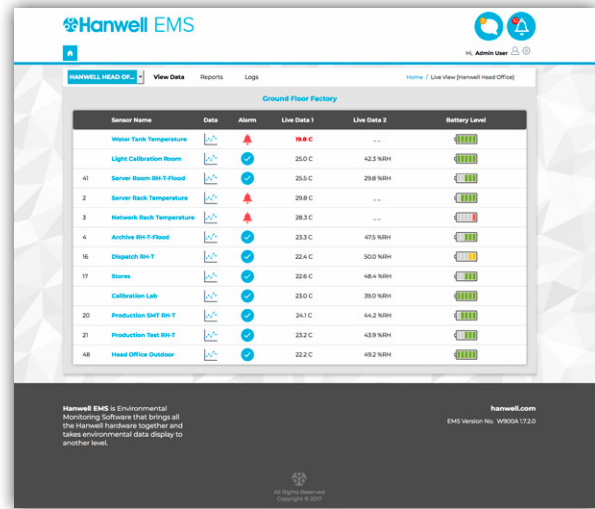 Hanwell EMS
Hi, Admin User
HANWELL HEAD OF... View Data Reports Logs Home / Live View [Hanwell Head Office]
Ground Floor Factory
Sensor Name Data Alarm Live Data 1 Live Data 2 Battery Level
Water Tank Temperature 19.8 C --
Light Calibration Room 25.0 C 42.3 %RH
41 Server Room RH-T-Flood 25.5 C 29.8 %RH
2 Server Rack Temperature 29.8 C --
3 Network Rack Temperature 28.3 C --
4 Archive RH-T-Flood 23.3 C 47.5 %RH
16 Dispatch RH-T 22.4 C 50.0 %RH
17 Stores 22.6 C 48.4 %RH
Calibration Lab 23.0 C 39.0 %RH
20 Production SMT RH-T 24.1 C 44.2 %RH
21 Production Test RH-T 23.2 C 43.9 %RH
48 Head Office Outdoor 22.2 C 49.2 %RH
Hanwell EMS is Environmental
Monitoring Software that brings all
the Hanwell hardware together and
takes environmental data display to
another level.
hanwell.com
EMS Version No. W900A 1.7.2.0
All Rights Reserved
Copyright © 2017